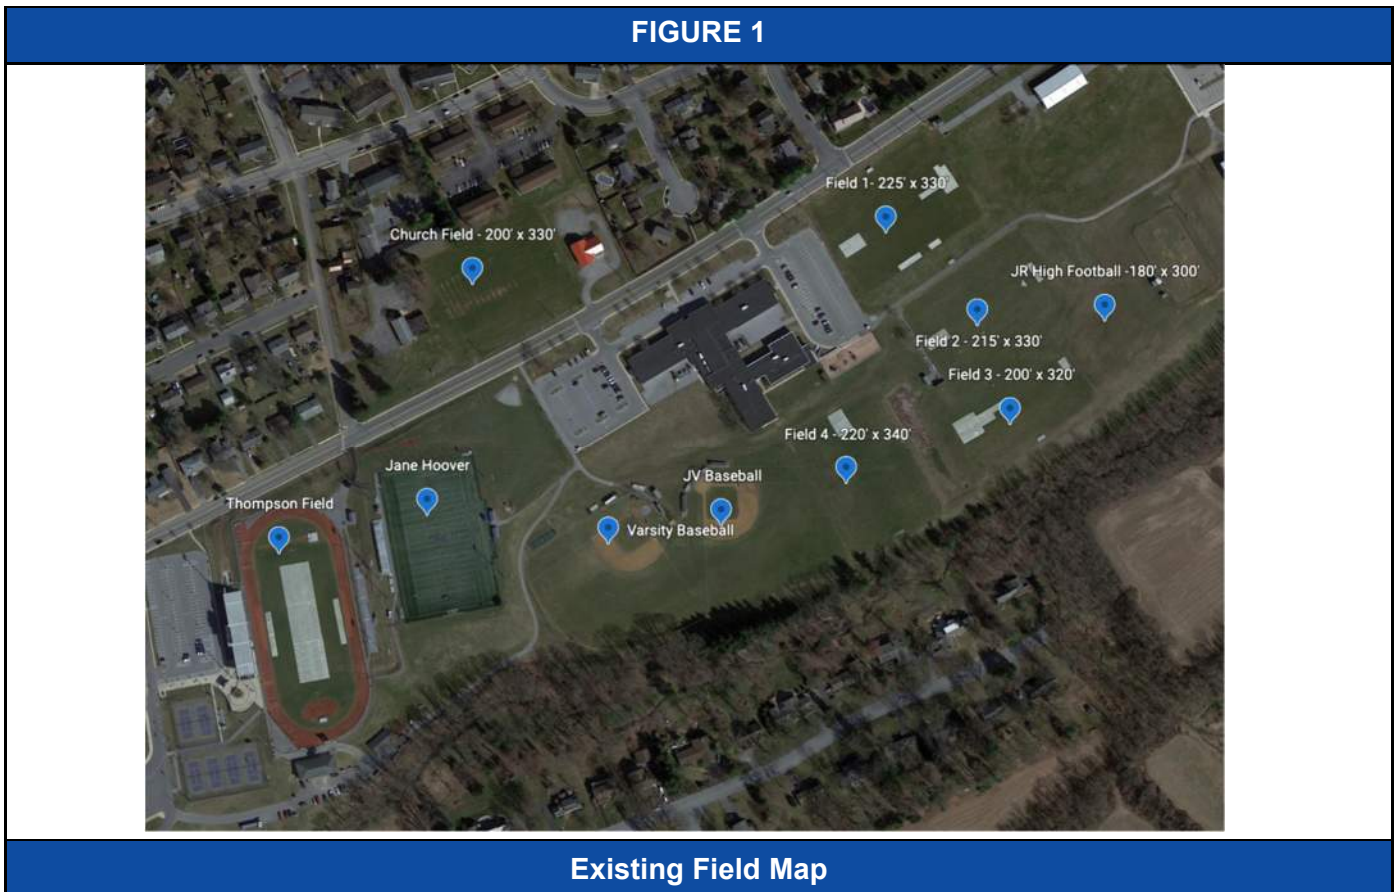 FIGURE 1
Field 1- 225' x 330'
Church Field - 200' x 330'
JR High Football -180' x 300'
Field 2 - 215' x 330'
Field 3 - 200' x 320'
Field 4 - 220' x 340'
Jane Hoover
JV Baseball
Thompson Field
Varsity Baseball
Existing Field Map